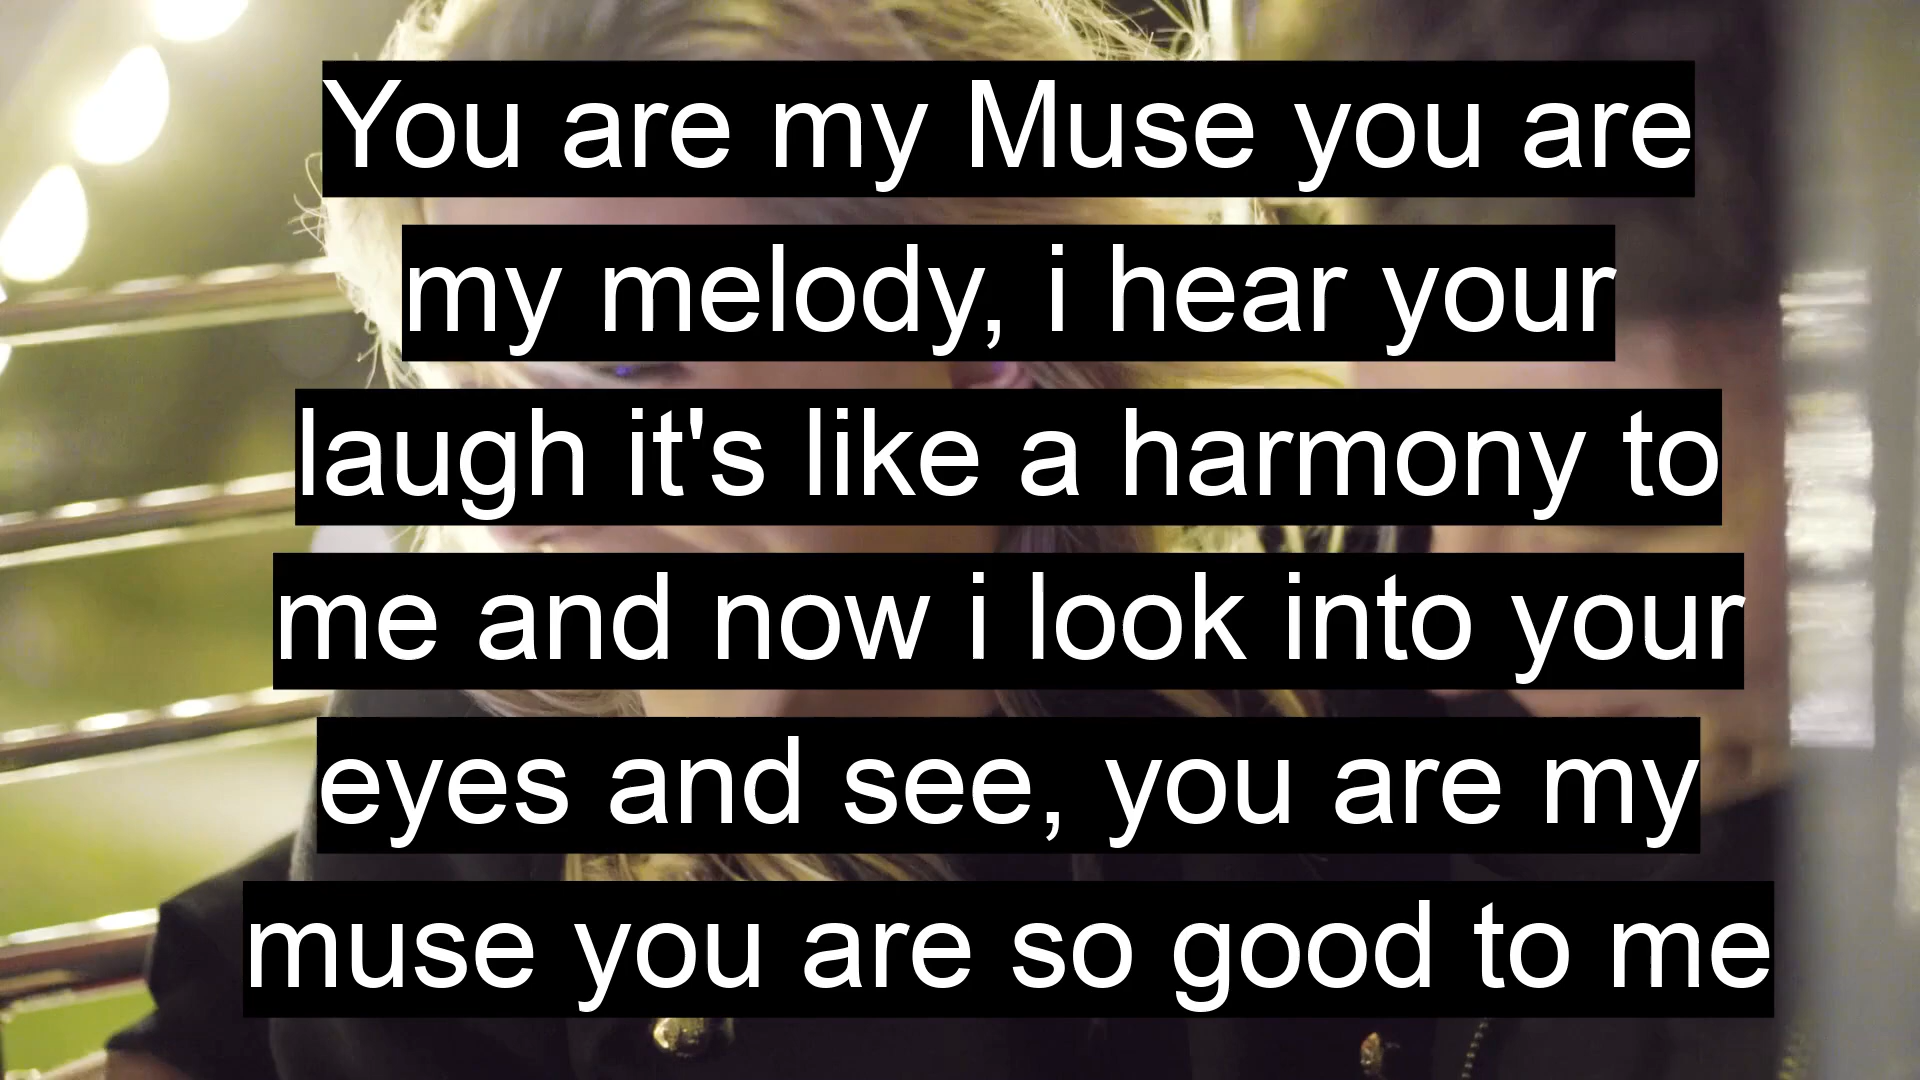 You are my Muse you are
my melody, i hear your
laugh it's like a harmony to
me and now i look into your
eyes and see, you are my
muse you are so good to me